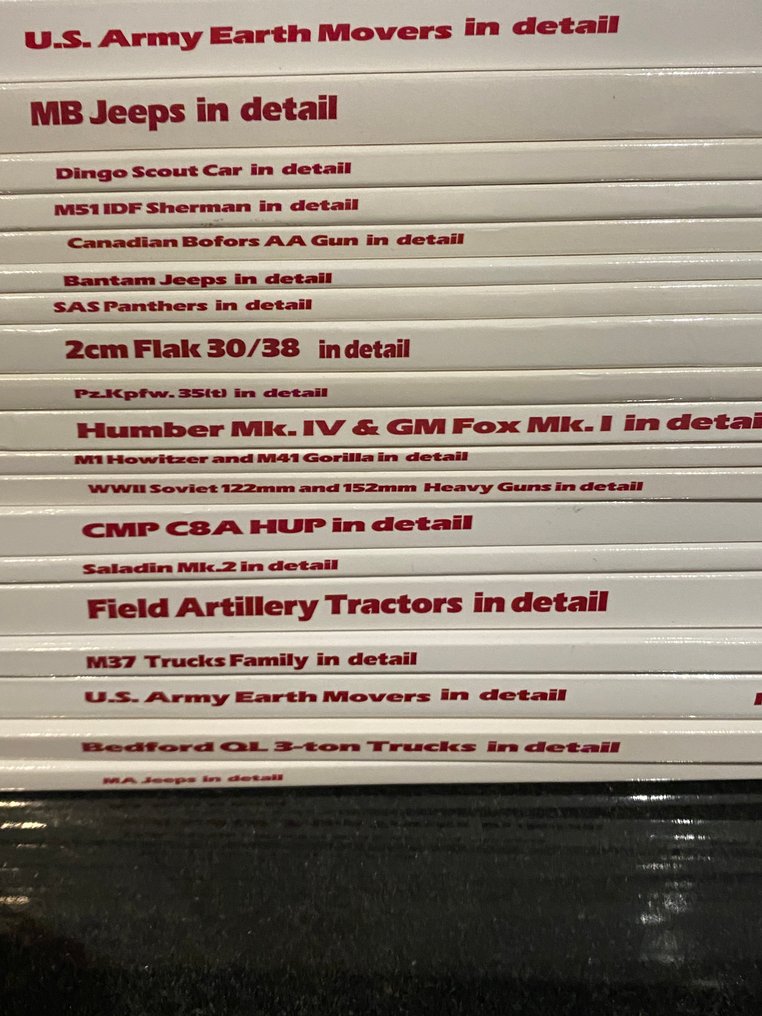 U.S. Army Earth Movers in detail
MB Jeeps in detail
Dingo Scout Car in detail
M51 IDF Sherman in detail
Canadian Bofors AA Gun in detail
Bantam Jeeps in detail
SAS Panthers in detail
2cm Flak 30/38 in detail
Pz.Kpfw. 35(t) in detail
Humber Mk. IV & GM Fox Mk. I in detai
M1 Howitzer and M41 Gorilla in detail
WWII Soviet 122mm and 152mm Heavy Guns in detail
CMP C8A HUP in detail
Saladin Mk.2 in detail
Field Artillery Tractors in detail
M37 Trucks Family in detail
U.S. Army Earth Movers in detail
Bedford QL 3-ton Trucks in detail
MA Jeeps in detail